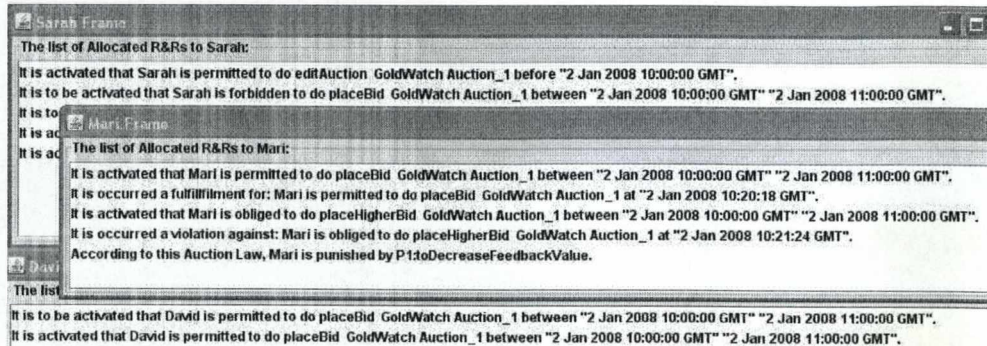 Sarah Frame
The list of Allocated R&Rs to Sarah:
It is activated that Sarah is permitted to do editAuction GoldWatch Auction_1 before "2 Jan 2008 10:00:00 GMT".
It is to be activated that Sarah is forbidden to do placeBid GoldWatch Auction_1 between "2 Jan 2008 10:00:00 GMT" "2 Jan 2008 11:00:00 GMT".
It is to
It is ac
It is ac
Mari Frame
The list of Allocated R&Rs to Mari:
It is activated that Mari is permitted to do placeBid GoldWatch Auction_1 between "2 Jan 2008 10:00:00 GMT" "2 Jan 2008 11:00:00 GMT".
It is occurred a fulfillfilment for: Mari is permitted to do placeBid GoldWatch Auction_1 at "2 Jan 2008 10:20:18 GMT".
It is activated that Mari is obliged to do placeHigherBid GoldWatch Auction_1 between "2 Jan 2008 10:00:00 GMT" "2 Jan 2008 11:00:00 GMT".
It is occurred a violation against: Mari is obliged to do placeHigherBid GoldWatch Auction_1 at "2 Jan 2008 10:21:24 GMT".
According to this Auction Law, Mari is punished by P1:toDecreaseFeedbackValue.
David
The list
It is to be activated that David is permitted to do placeBid GoldWatch Auction_1 between "2 Jan 2008 10:00:00 GMT" "2 Jan 2008 11:00:00 GMT".
It is activated that David is permitted to do placeBid GoldWatch Auction_1 between "2 Jan 2008 10:00:00 GMT" "2 Jan 2008 11:00:00 GMT".